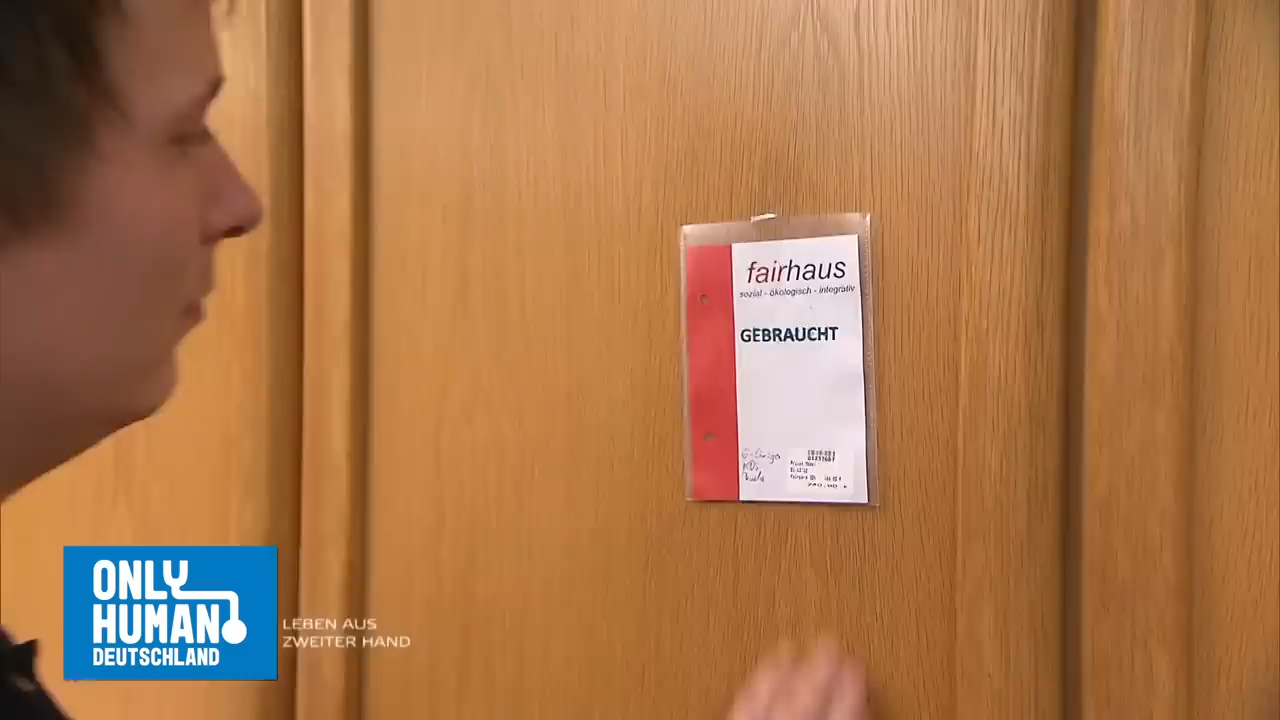 fairhaus
sozial - ökologisch - integrativ
GEBRAUCHT
ONLY
HUMAN
DEUTSCHLAND
LEBEN AUS
ZWEITER HAND